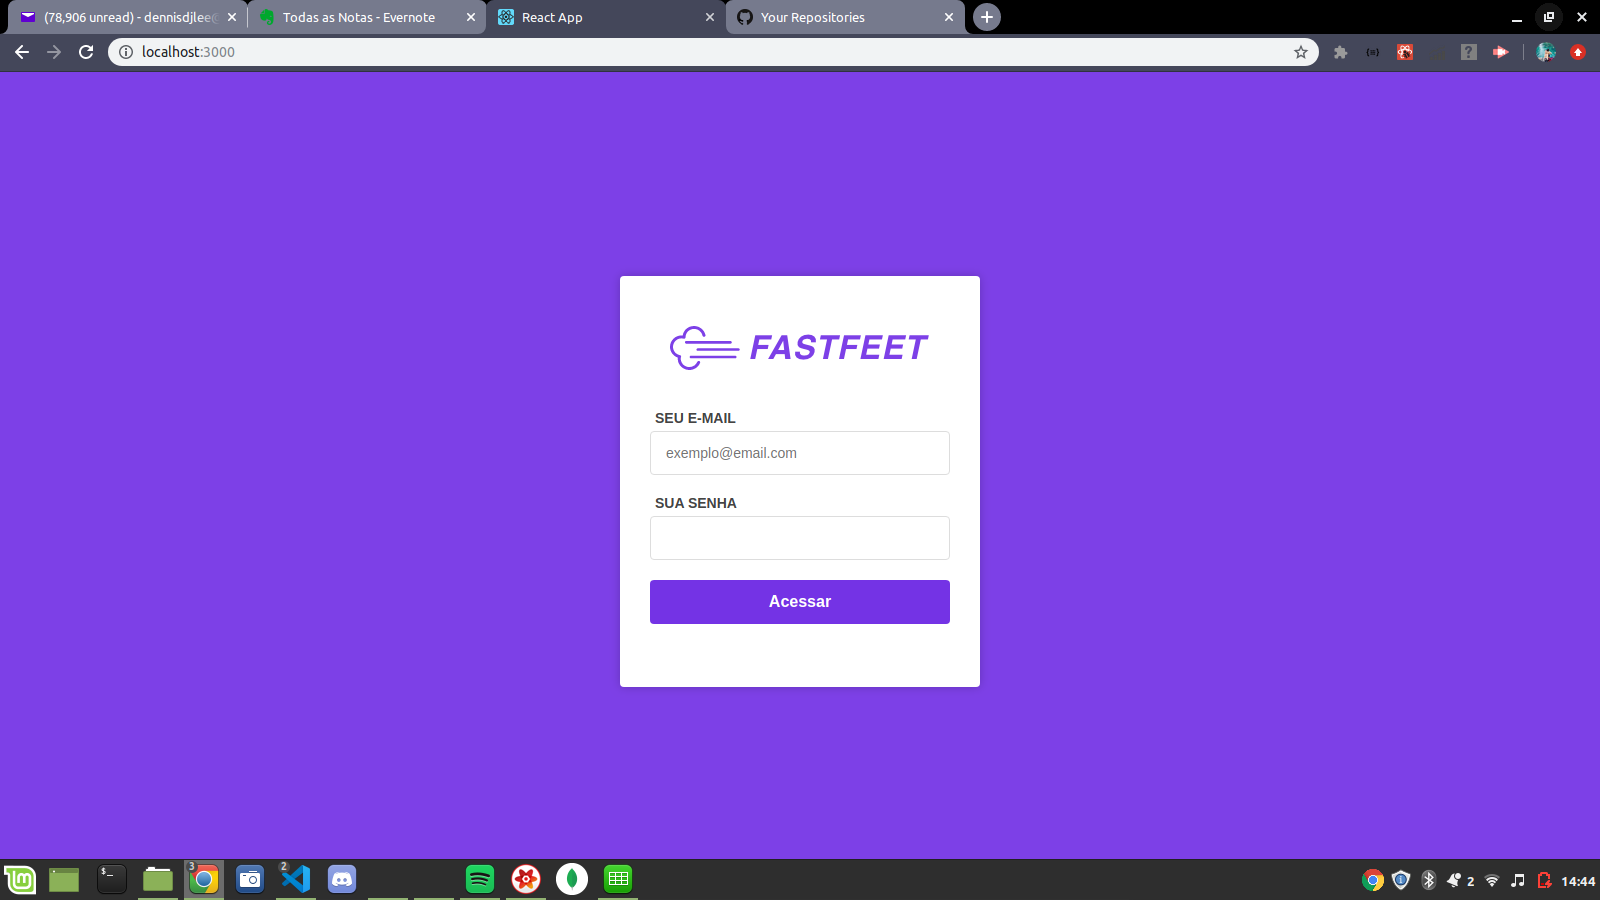 (78,906 unread) - dennisdjlee@
Todas as Notas - Evernote
React App
Your Repositories
localhost:3000
FASTFEET
SEU E-MAIL
exemplo@email.com
SUA SENHA
Acessar
3
2
2
14:44